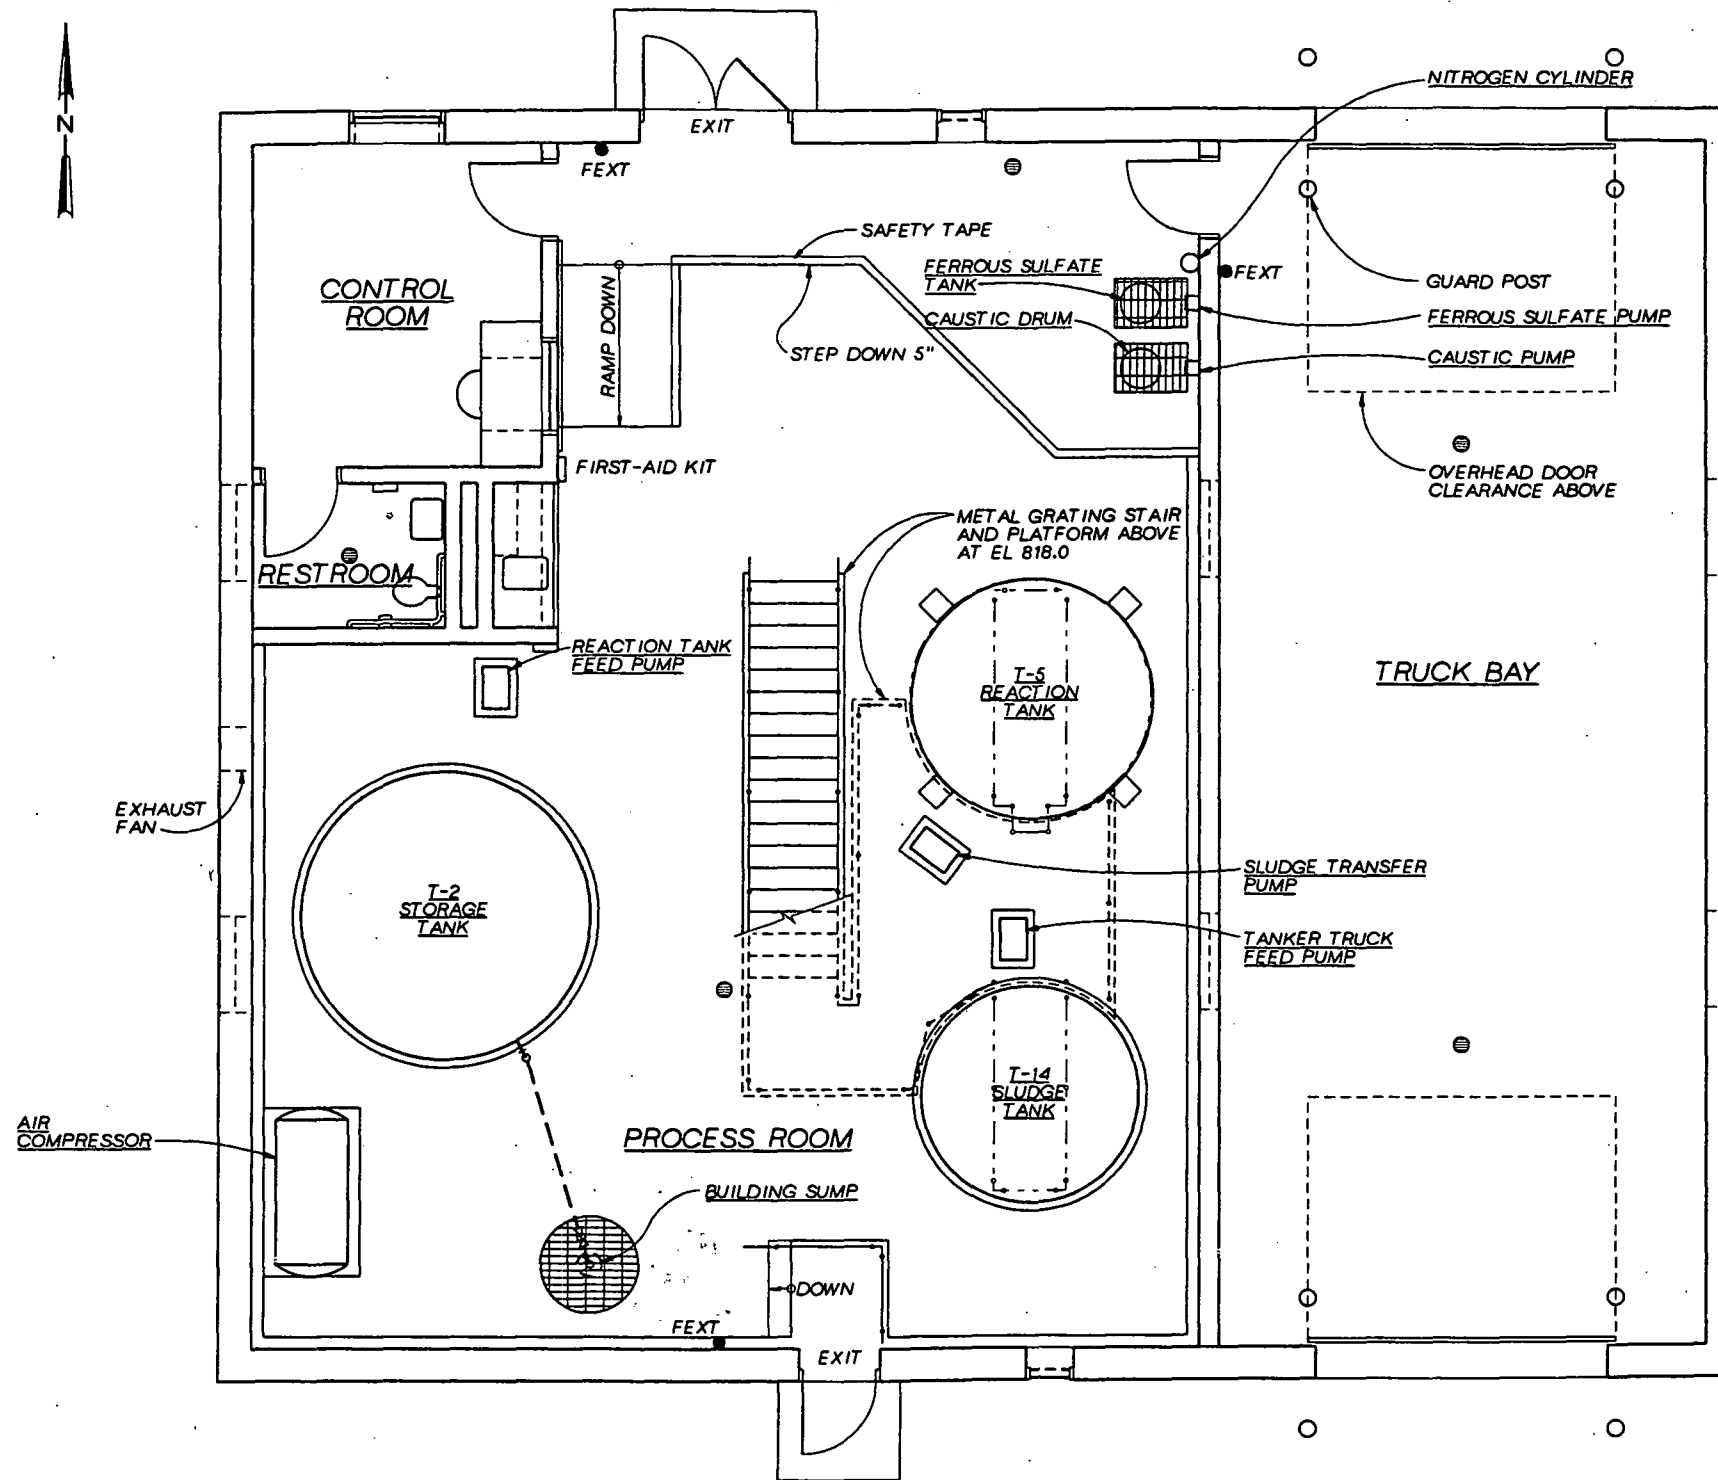 N
NITROGEN CYLINDER
EXIT
FEXT
SAFETY TAPE
FERROUS SULFATE
TANK
FEXT
CONTROL
ROOM
RAMP DOWN
GUARD POST
CAUSTIC DRUM
FERROUS SULFATE PUMP
STEP DOWN 5"
CAUSTIC PUMP
FIRST-AID KIT
OVERHEAD DOOR
CLEARANCE ABOVE
METAL GRATING STAIR
AND PLATFORM ABOVE
AT EL 818.0
RESTROOM
REACTION TANK
FEED PUMP
T-5
REACTION
TANK
TRUCK BAY
EXHAUST
FAN
SLUDGE TRANSFER
PUMP
T-2
STORAGE
TANK
TANKER TRUCK
FEED PUMP
T-14
SLUDGE
TANK
AIR
COMPRESSOR
PROCESS ROOM
BUILDING SUMP
DOWN
FEXT
EXIT